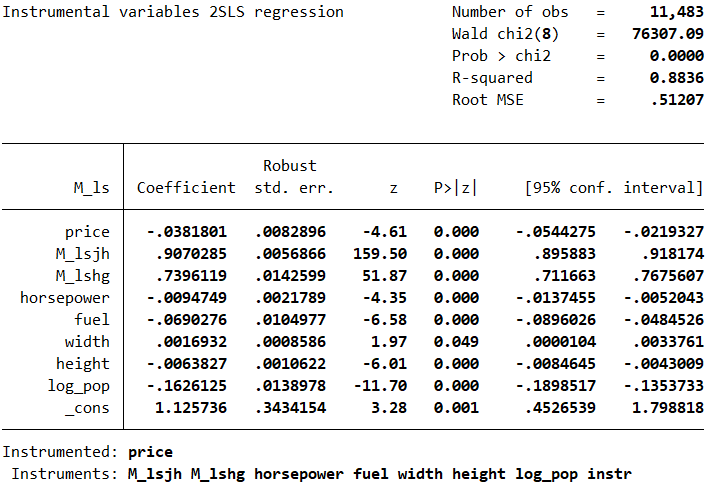 Instrumental variables 2SLS regression Number of obs = 11,483
Wald chi2(8) = 76307.09
Prob > chi2 = 0.0000
R-squared = 0.8836
Root MSE = .51207
Robust
M_ls Coefficient std. err. z P>|z| [95% conf. interval]
price -.0381801 .0082896 -4.61 0.000 -.0544275 -.0219327
M_lsjh .9070285 .0056866 159.50 0.000 .895883 .918174
M_lshg .7396119 .0142599 51.87 0.000 .711663 .7675607
horsepower -.0094749 .0021789 -4.35 0.000 -.0137455 -.0052043
fuel -.0690276 .0104977 -6.58 0.000 -.0896026 -.0484526
width .0016932 .0008586 1.97 0.049 .0000104 .0033761
height -.0063827 .0010622 -6.01 0.000 -.0084645 -.0043009
log_pop -.1626125 .0138978 -11.70 0.000 -.1898517 -.1353733
_cons 1.125736 .3434154 3.28 0.001 .4526539 1.798818
Instrumented: price
Instruments: M_lsjh M_lshg horsepower fuel width height log_pop instr